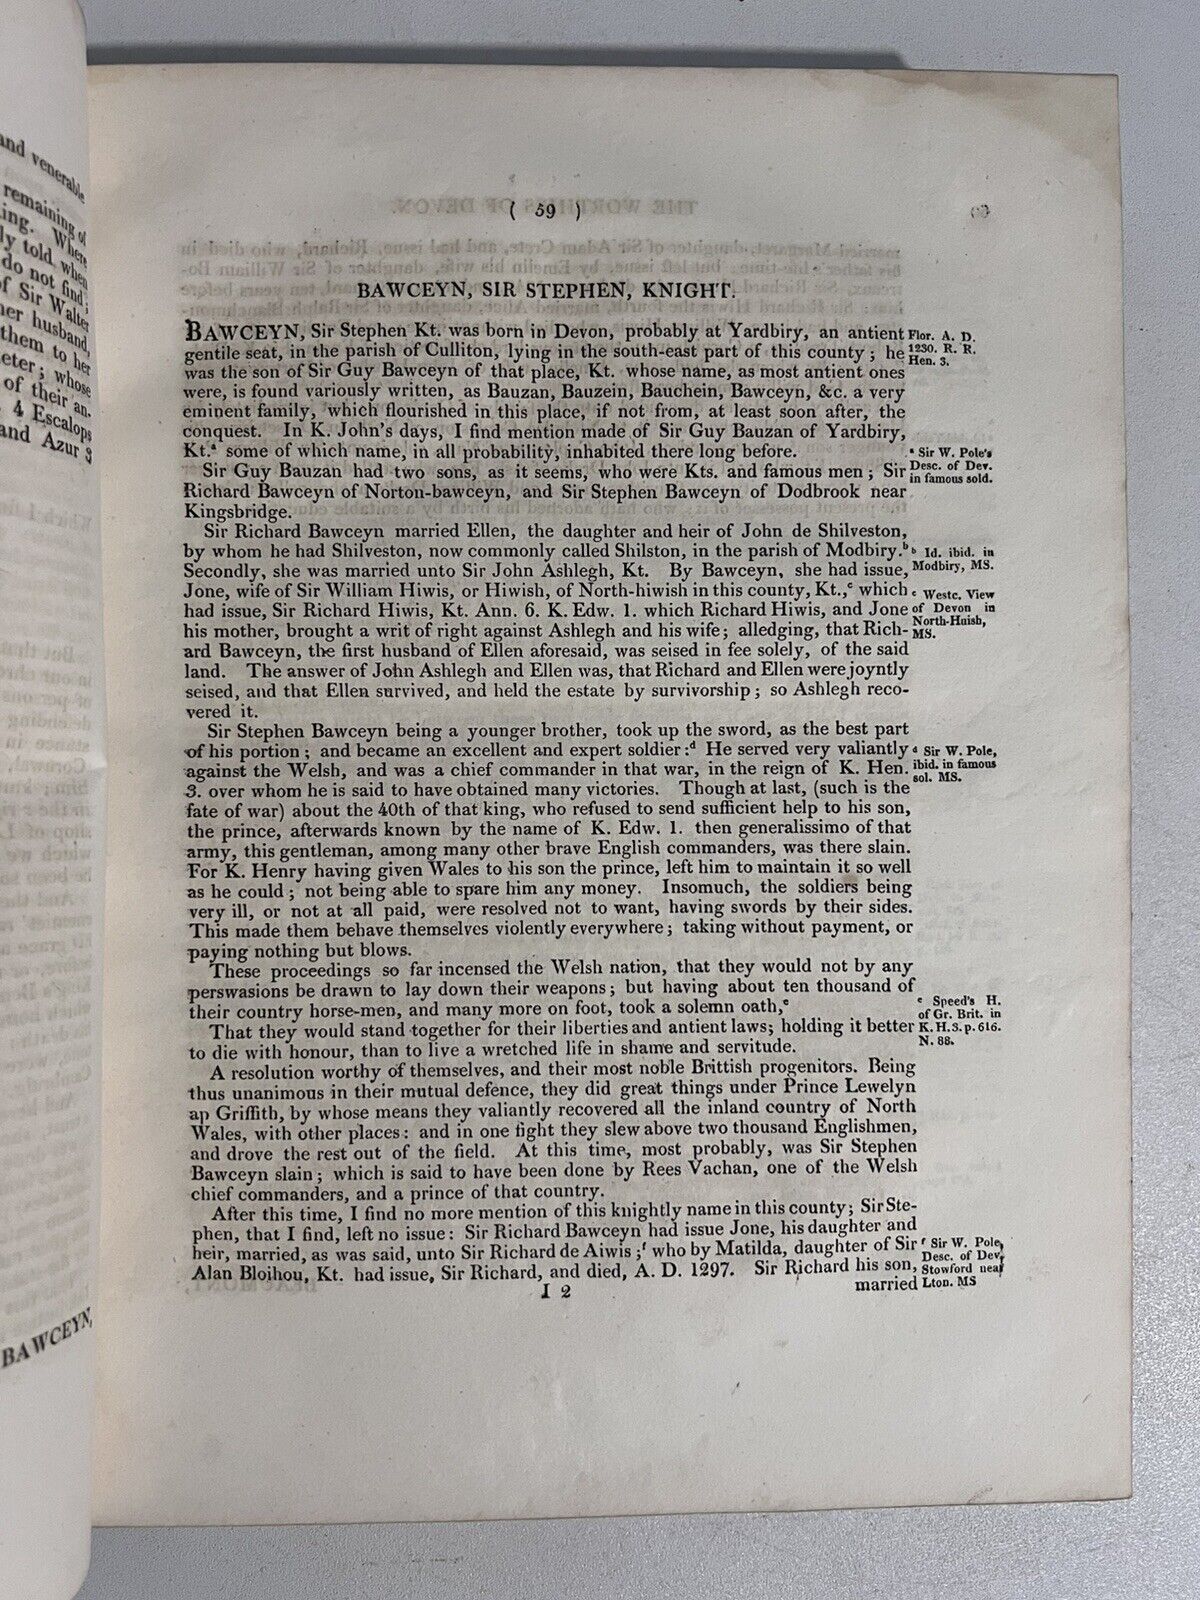 and venerable
remaining of
ing. Where
ly told, when
do not find;
f Sir Walter
her husband,
them to her
eter; whose
of their an-
4 Escalops
and Azur 3
BAWCEYN,
( 59 )
BAWCEYN, SIR STEPHEN, KNIGHT.
BAWCEYN, Sir Stephen Kt. was born in Devon, probably at Yardbiry, an antient
gentile seat, in the parish of Culliton, lying in the south-east part of this county; he
was the son of Sir Guy Bawceyn of that place, Kt. whose name, as most antient ones
were, is found variously written, as Bauzan, Bauzein, Bauchein, Bawceyn, &c. a very
eminent family, which flourished in this place, if not from, at least soon after, the
conquest. In K. John's days, I find mention made of Sir Guy Bauzan of Yardbiry,
Kt.ª some of which name, in all probability, inhabited there long before.
Sir Guy Bauzan had two sons, as it seems, who were Kts. and famous men; Sir
Richard Bawceyn of Norton-bawceyn, and Sir Stephen Bawceyn of Dodbrook near
Kingsbridge.
Sir Richard Bawceyn married Ellen, the daughter and heir of John de Shilveston,
by whom he had Shilveston, now commonly called Shilston, in the parish of Modbiry.ᵇ
Secondly, she was married unto Sir John Ashlegh, Kt. By Bawceyn, she had issue,
Jone, wife of Sir William Hiwis, or Hiwish, of North-hiwish in this county, Kt.,ᶜ which
had issue, Sir Richard Hiwis, Kt. Ann. 6. K. Edw. 1. which Richard Hiwis, and Jone
his mother, brought a writ of right against Ashlegh and his wife; alledging, that Rich-
ard Bawceyn, the first husband of Ellen aforesaid, was seised in fee solely, of the said
land. The answer of John Ashlegh and Ellen was, that Richard and Ellen were joyntly
seised, and that Ellen survived, and held the estate by survivorship; so Ashlegh reco-
vered it.
Sir Stephen Bawceyn being a younger brother, took up the sword, as the best part
of his portion; and became an excellent and expert soldier:ᵈ He served very valiantly
against the Welsh, and was a chief commander in that war, in the reign of K. Hen.
3. over whom he is said to have obtained many victories. Though at last, (such is the
fate of war) about the 40th of that king, who refused to send sufficient help to his son,
the prince, afterwards known by the name of K. Edw. 1. then generalissimo of that
army, this gentleman, among many other brave English commanders, was there slain.
For K. Henry having given Wales to his son the prince, left him to maintain it so well
as he could; not being able to spare him any money. Insomuch, the soldiers being
very ill, or not at all paid, were resolved not to want, having swords by their sides.
This made them behave themselves violently everywhere; taking without payment, or
paying nothing but blows.
These proceedings so far incensed the Welsh nation, that they would not by any
perswasions be drawn to lay down their weapons; but having about ten thousand of
their country horse-men, and many more on foot, took a solemn oath,ᵉ
That they would stand together for their liberties and antient laws; holding it better
to die with honour, than to live a wretched life in shame and servitude.
A resolution worthy of themselves, and their most noble Brittish progenitors. Being
thus unanimous in their mutual defence, they did great things under Prince Lewelyn
ap Griffith, by whose means they valiantly recovered all the inland country of North
Wales, with other places: and in one fight they slew above two thousand Englishmen,
and drove the rest out of the field. At this time, most probably, was Sir Stephen
Bawceyn slain; which is said to have been done by Rees Vachan, one of the Welsh
chief commanders, and a prince of that country.
After this time, I find no more mention of this knightly name in this county; Sir Ste-
phen, that I find, left no issue: Sir Richard Bawceyn had issue Jone, his daughter and
heir, married, as was said, unto Sir Richard de Aiwis;ᶠ who by Matilda, daughter of Sir
Alan Bloihou, Kt. had issue, Sir Richard, and died, A. D. 1297. Sir Richard his son,
I 2
married
Flor. A. D.
1230. R. R.
Hen. 3.
ª Sir W. Pole's
Desc. of Dev.
in famous sold.
ᵇ Id. ibid. in
Modbiry, MS.
ᶜ Westc. View
of Devon in
North-Huish,
MS.
ᵈ Sir W. Pole,
ibid. in famous
sol. MS.
ᵉ Speed's H.
of Gr. Brit. in
K. H. 3. p. 616.
N. 88.
ᶠ Sir W. Pole,
Desc. of Dev.
Stowford near
Lton. MS